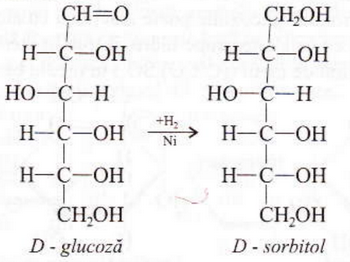 CH=O CH₂OH
H–C–OH H–C–OH
HO–C–H HO–C–H
H–C–OH +H₂ H–C–OH
Ni
H–C–OH H–C–OH
CH₂OH CH₂OH
D - glucoză D - sorbitol